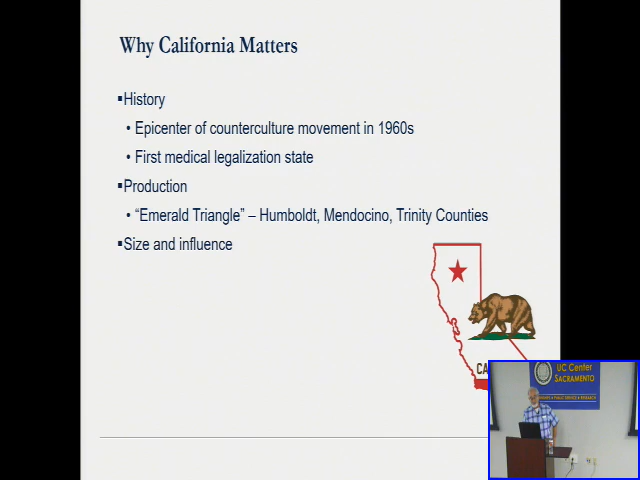 Why California Matters
▪History
• Epicenter of counterculture movement in 1960s
• First medical legalization state
▪Production
• “Emerald Triangle” – Humboldt, Mendocino, Trinity Counties
▪Size and influence
CA
UC Center
SACRAMENTO